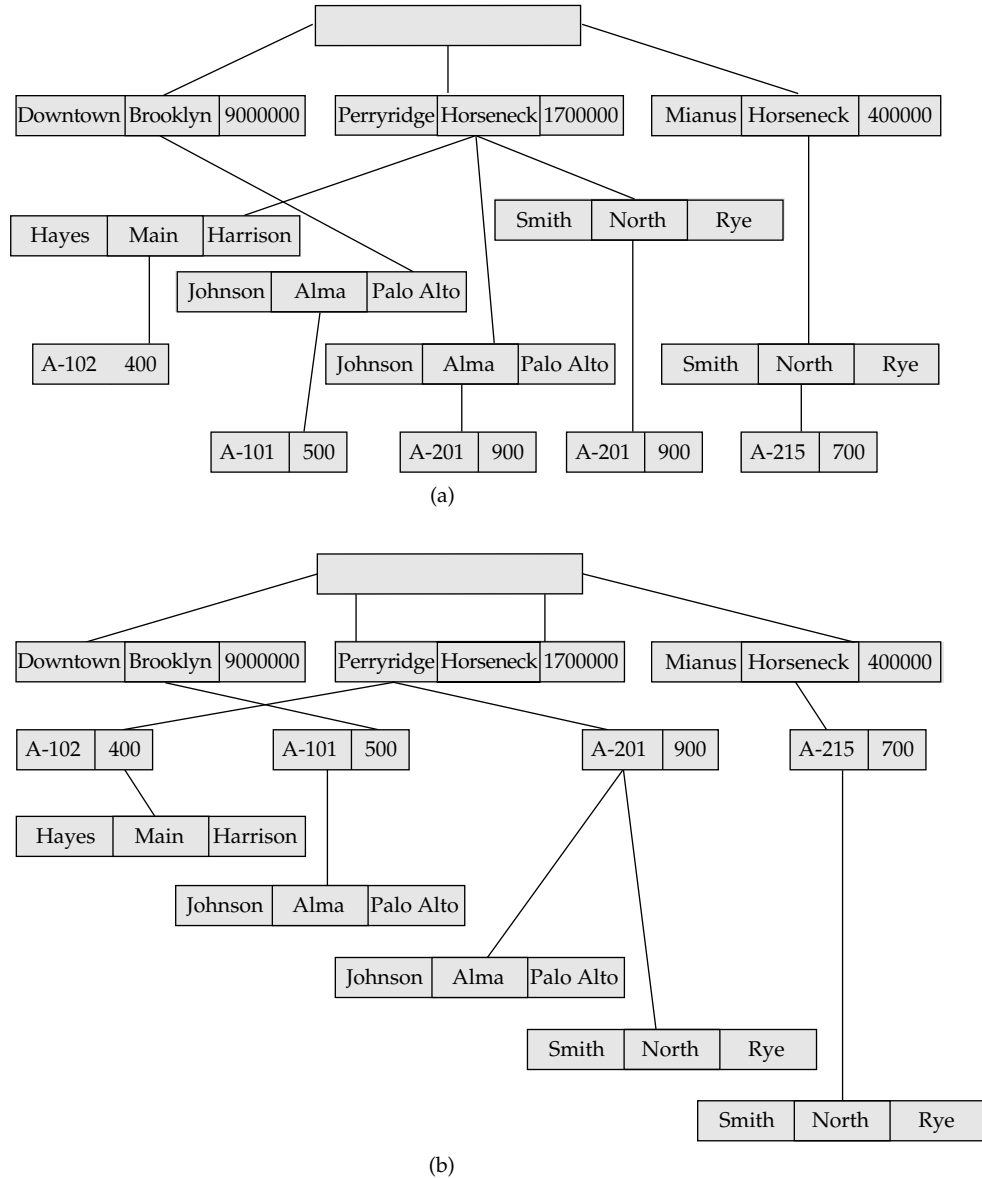 Downtown Brooklyn 9000000 Perryridge Horseneck 1700000 Mianus Horseneck 400000
Smith North Rye
Hayes Main Harrison
Johnson Alma Palo Alto
A-102 400 Johnson Alma Palo Alto Smith North Rye
A-101 500 A-201 900 A-201 900 A-215 700
(a)
Downtown Brooklyn 9000000 Perryridge Horseneck 1700000 Mianus Horseneck 400000
A-102 400 A-101 500 A-201 900 A-215 700
Hayes Main Harrison
Johnson Alma Palo Alto
Johnson Alma Palo Alto
Smith North Rye
Smith North Rye
(b)